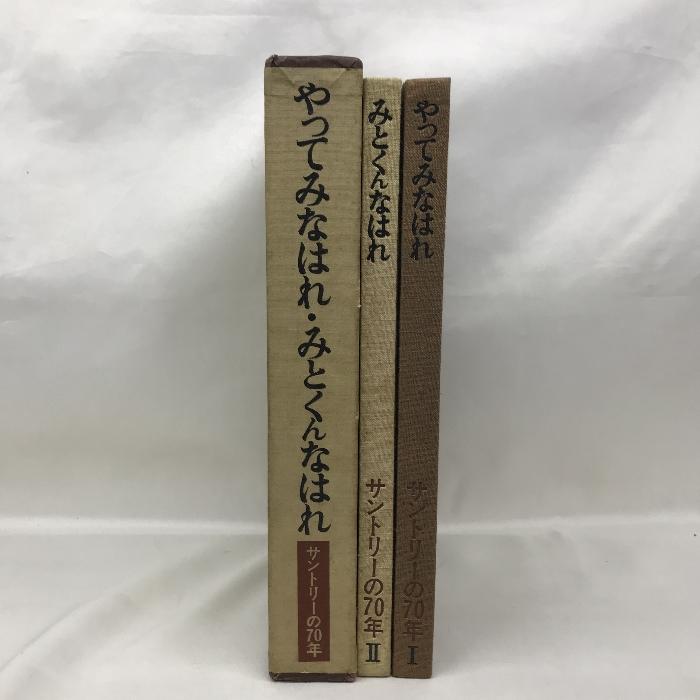 やってみなはれ・みとくんなはれ
サントリーの70年
みとくんなはれ
サントリーの70年 II
やってみなはれ
サントリーの70年 I